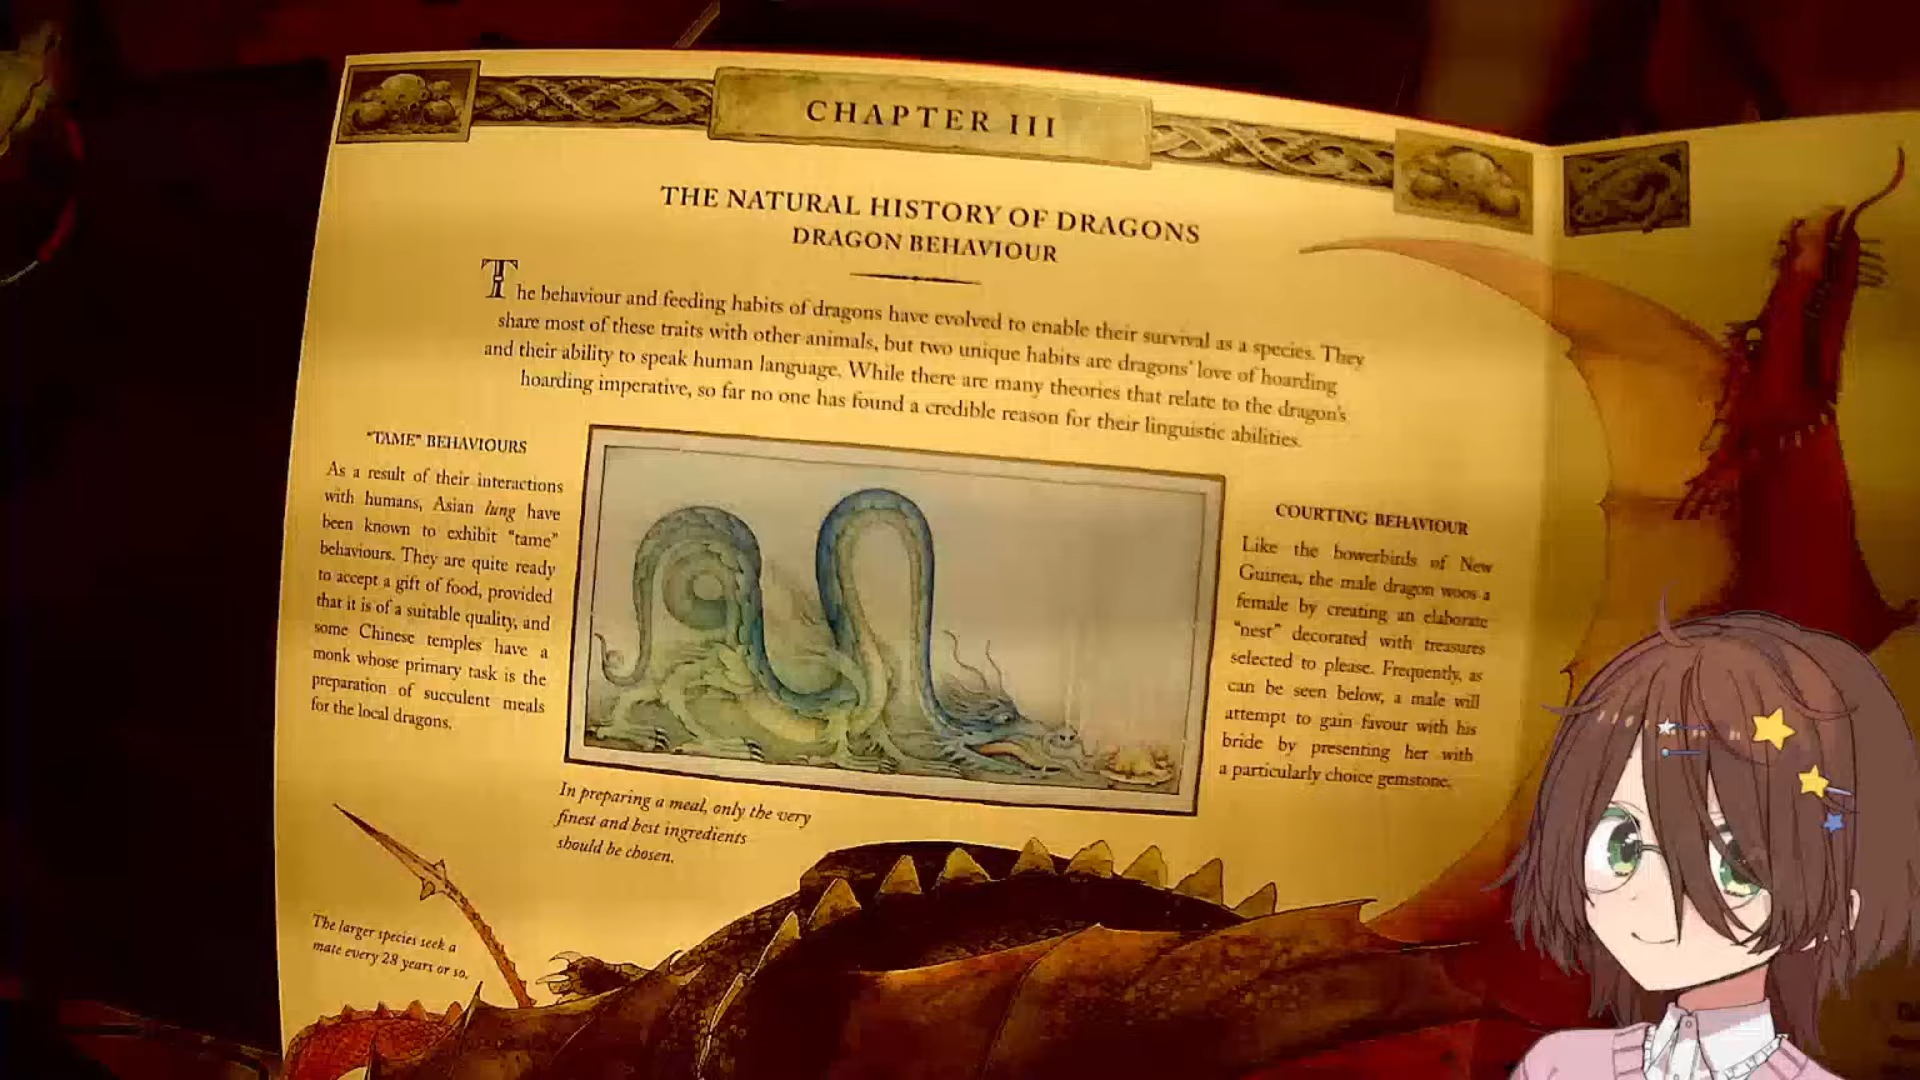 CHAPTER III
THE NATURAL HISTORY OF DRAGONS
DRAGON BEHAVIOUR
The behaviour and feeding habits of dragons have evolved to enable their survival as a species. They
share most of these traits with other animals, but two unique habits are dragons' love of hoarding
and their ability to speak human language. While there are many theories that relate to the dragon's
hoarding imperative, so far no one has found a credible reason for their linguistic abilities.
"TAME" BEHAVIOURS
As a result of their interactions
with humans, Asian lung have
been known to exhibit "tame"
behaviours. They are quite ready
to accept a gift of food, provided
that it is of a suitable quality, and
some Chinese temples have a
monk whose primary task is the
preparation of succulent meals
for the local dragons.
In preparing a meal, only the very
finest and best ingredients
should be chosen.
COURTING BEHAVIOUR
Like the bowerbirds of New
Guinea, the male dragon woos a
female by creating an elaborate
"nest" decorated with treasures
selected to please. Frequently, as
can be seen below, a male will
attempt to gain favour with his
bride by presenting her with
a particularly choice gemstone.
The larger species seek a
mate every 28 years or so.